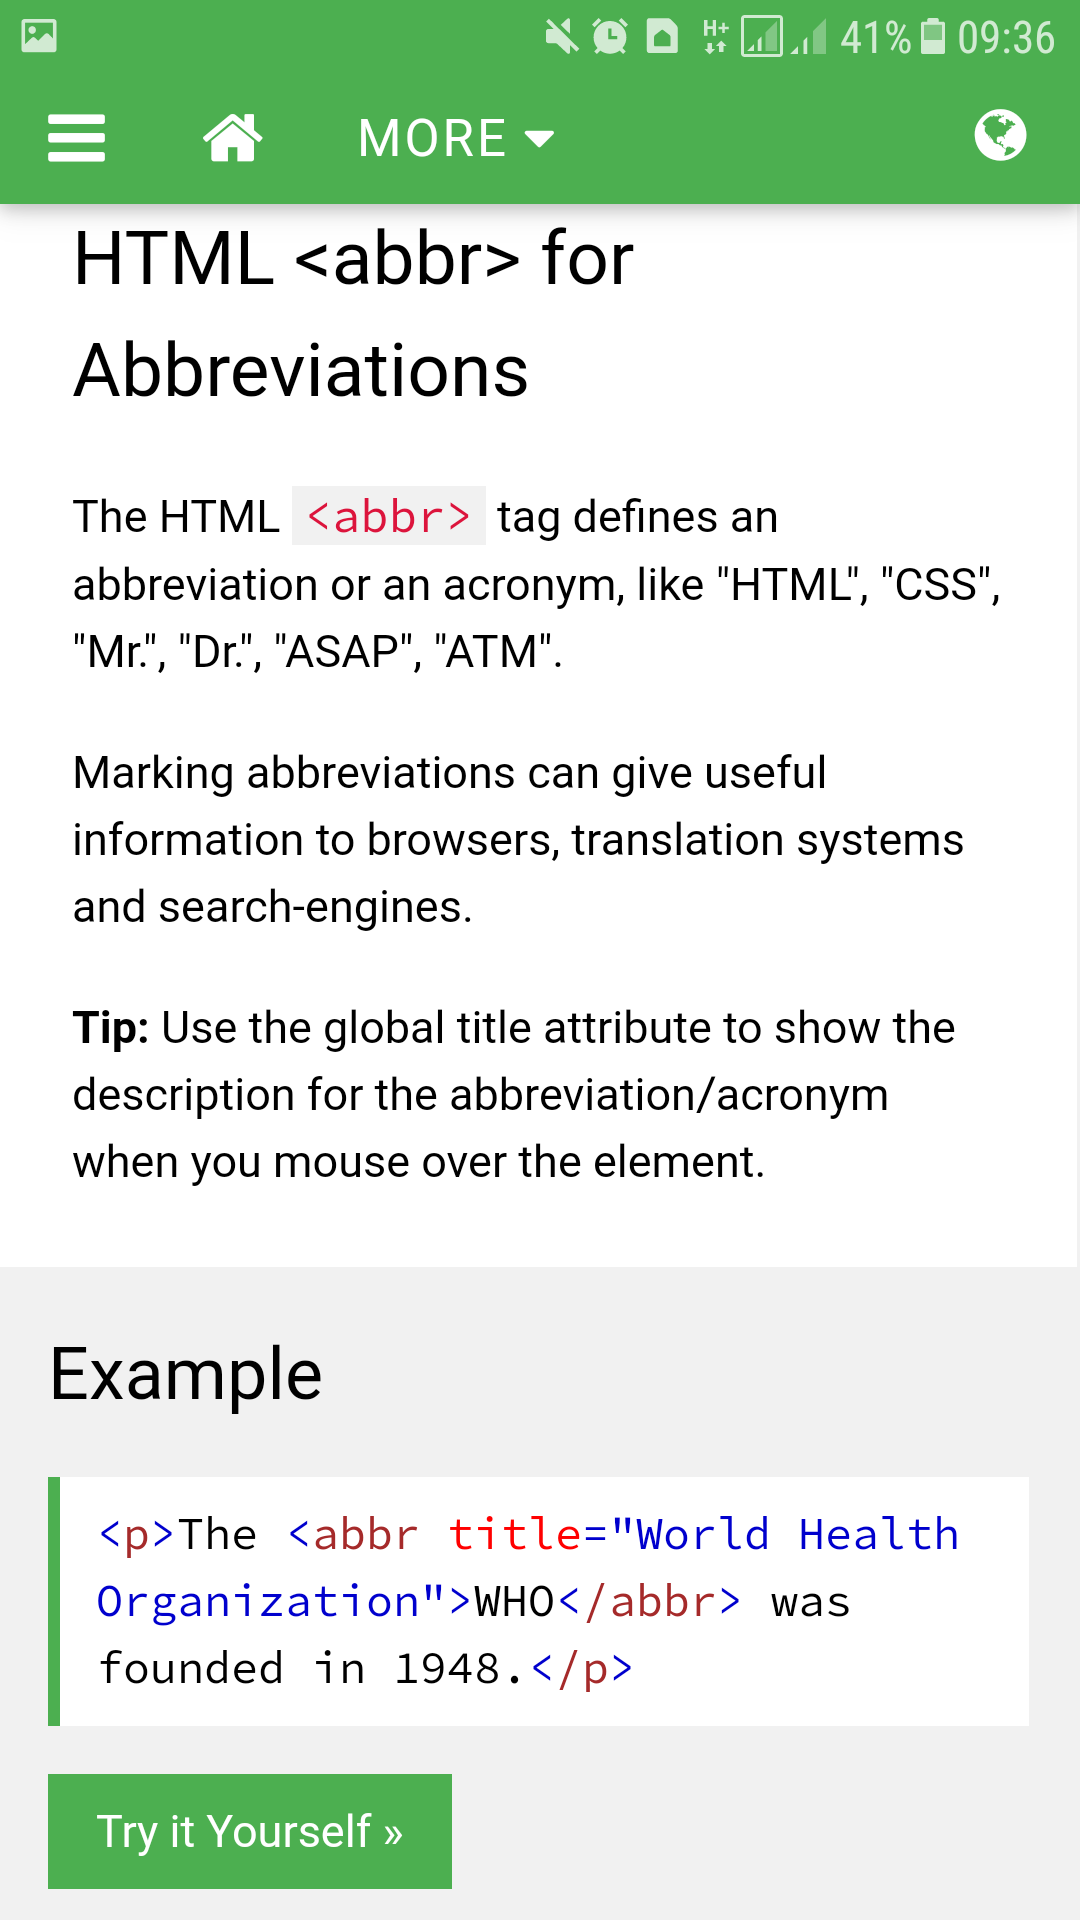 H+ 41% 09:36
MORE
HTML <abbr> for
Abbreviations
The HTML <abbr> tag defines an
abbreviation or an acronym, like "HTML", "CSS",
"Mr.", "Dr.", "ASAP", "ATM".
Marking abbreviations can give useful
information to browsers, translation systems
and search-engines.
Tip: Use the global title attribute to show the
description for the abbreviation/acronym
when you mouse over the element.
Example
<p>The <abbr title="World Health
Organization">WHO</abbr> was
founded in 1948.</p>
Try it Yourself »